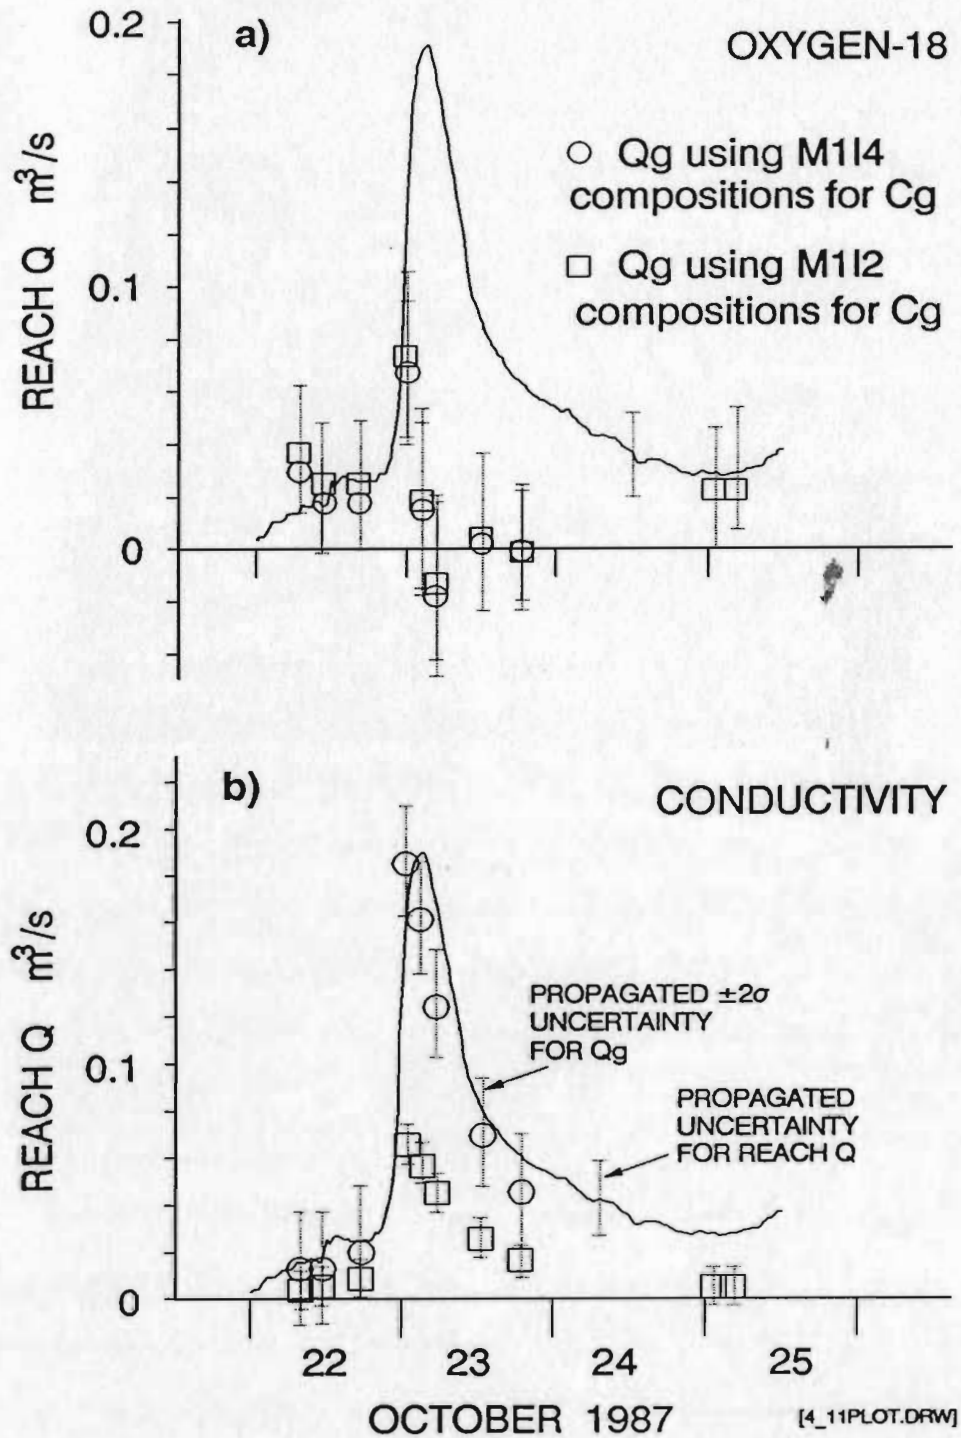 0.2
a)
OXYGEN-18
○ Qg using M1I4
compositions for Cg
□ Qg using M1I2
compositions for Cg
REACH Q m³/s
0.1
0
b)
CONDUCTIVITY
0.2
REACH Q m³/s
PROPAGATED ±2σ
UNCERTAINTY
FOR Qg
0.1
PROPAGATED
UNCERTAINTY
FOR REACH Q
0
22 23 24 25
OCTOBER 1987
[4_11PLOT.DRW]